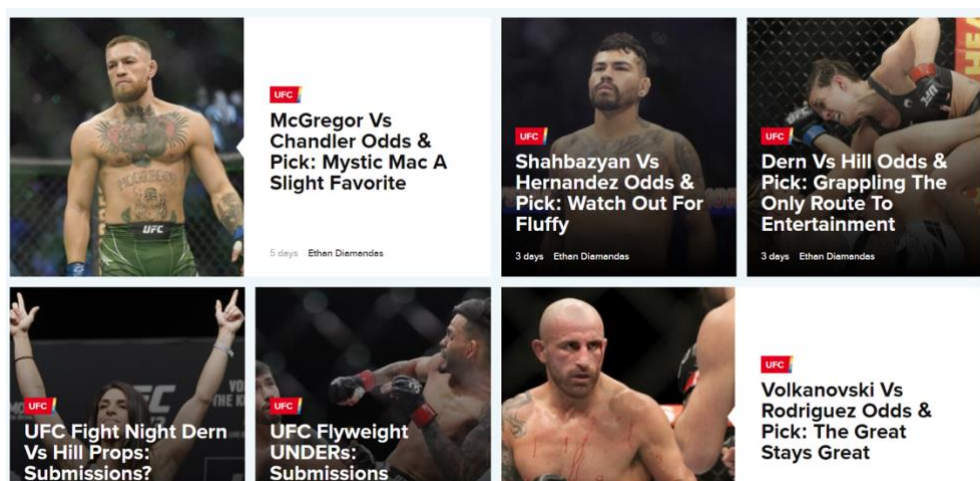 UFC
McGregor Vs
Chandler Odds &
Pick: Mystic Mac A
Slight Favorite
5 days Ethan Diamandas
UFC
UFC
Shahbazyan Vs
Hernandez Odds &
Pick: Watch Out For
Fluffy
3 days Ethan Diamandas
UFC
Dern Vs Hill Odds &
Pick: Grappling The
Only Route To
Entertainment
3 days Ethan Diamandas
UFC
UFC Fight Night Dern
Vs Hill Props:
Submissions?
UFC
UFC Flyweight
UNDERs:
Submissions
UFC
Volkanovski Vs
Rodriguez Odds &
Pick: The Great
Stays Great